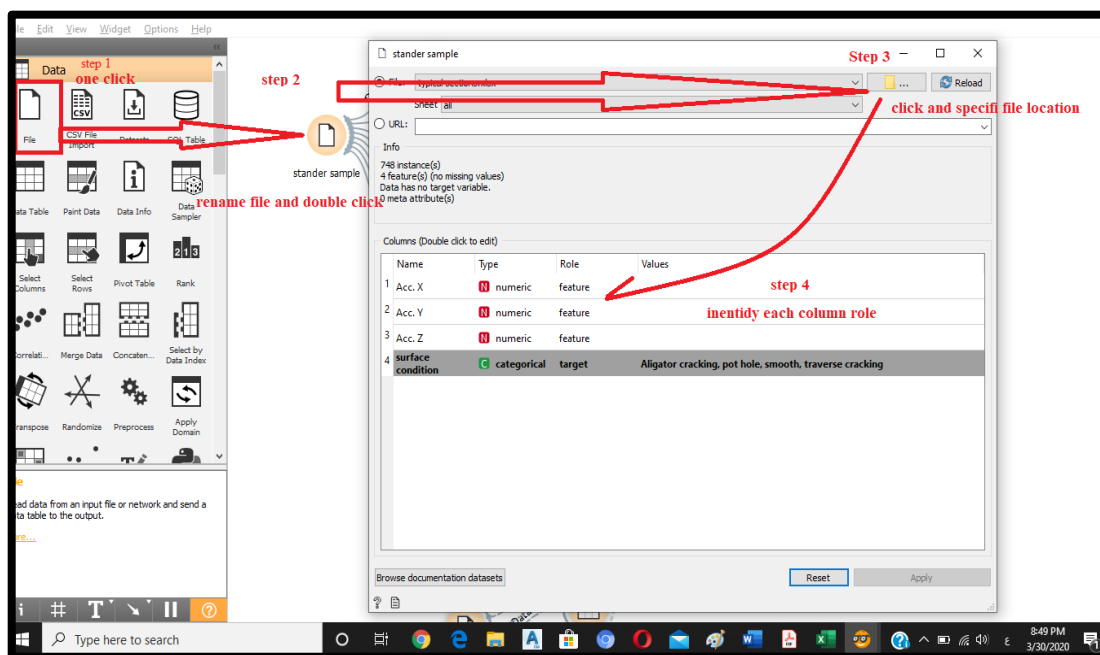 Edit View Widget Options Help
Data
step 1
one click
File
CSV File Import
Datasets
SQL Table
Data Table
Paint Data
Data Info
Data Sampler
Select Columns
Select Rows
Pivot Table
Rank
Correlati...
Merge Data
Concaten...
Select by Data Index
Transpose
Randomize
Preprocess
Apply Domain
ead data from an input file or network and send a
ta table to the output.
step 2
stander sample
rename file and double click
stander sample
Step 3
File:
Sheet all
... Reload
click and specifi file location
URL:
Info
748 instance(s)
4 feature(s) (no missing values)
Data has no target variable.
0 meta attribute(s)
Columns (Double click to edit)
Name Type Role Values
1 Acc. X N numeric feature
2 Acc. Y N numeric feature
3 Acc. Z N numeric feature
4 surface condition C categorical target Aligator cracking, pot hole, smooth, traverse cracking
step 4
inentidy each column role
Browse documentation datasets
Reset
Apply
Type here to search
8:49 PM
3/30/2020